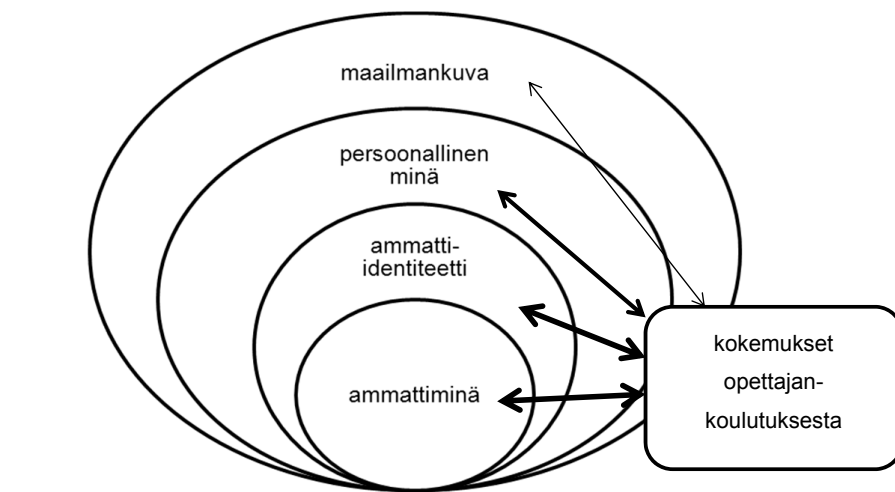 maailmankuva
persoonallinen
minä
ammatti-
identiteetti
ammattiminä
kokemukset
opettajan-
koulutuksesta